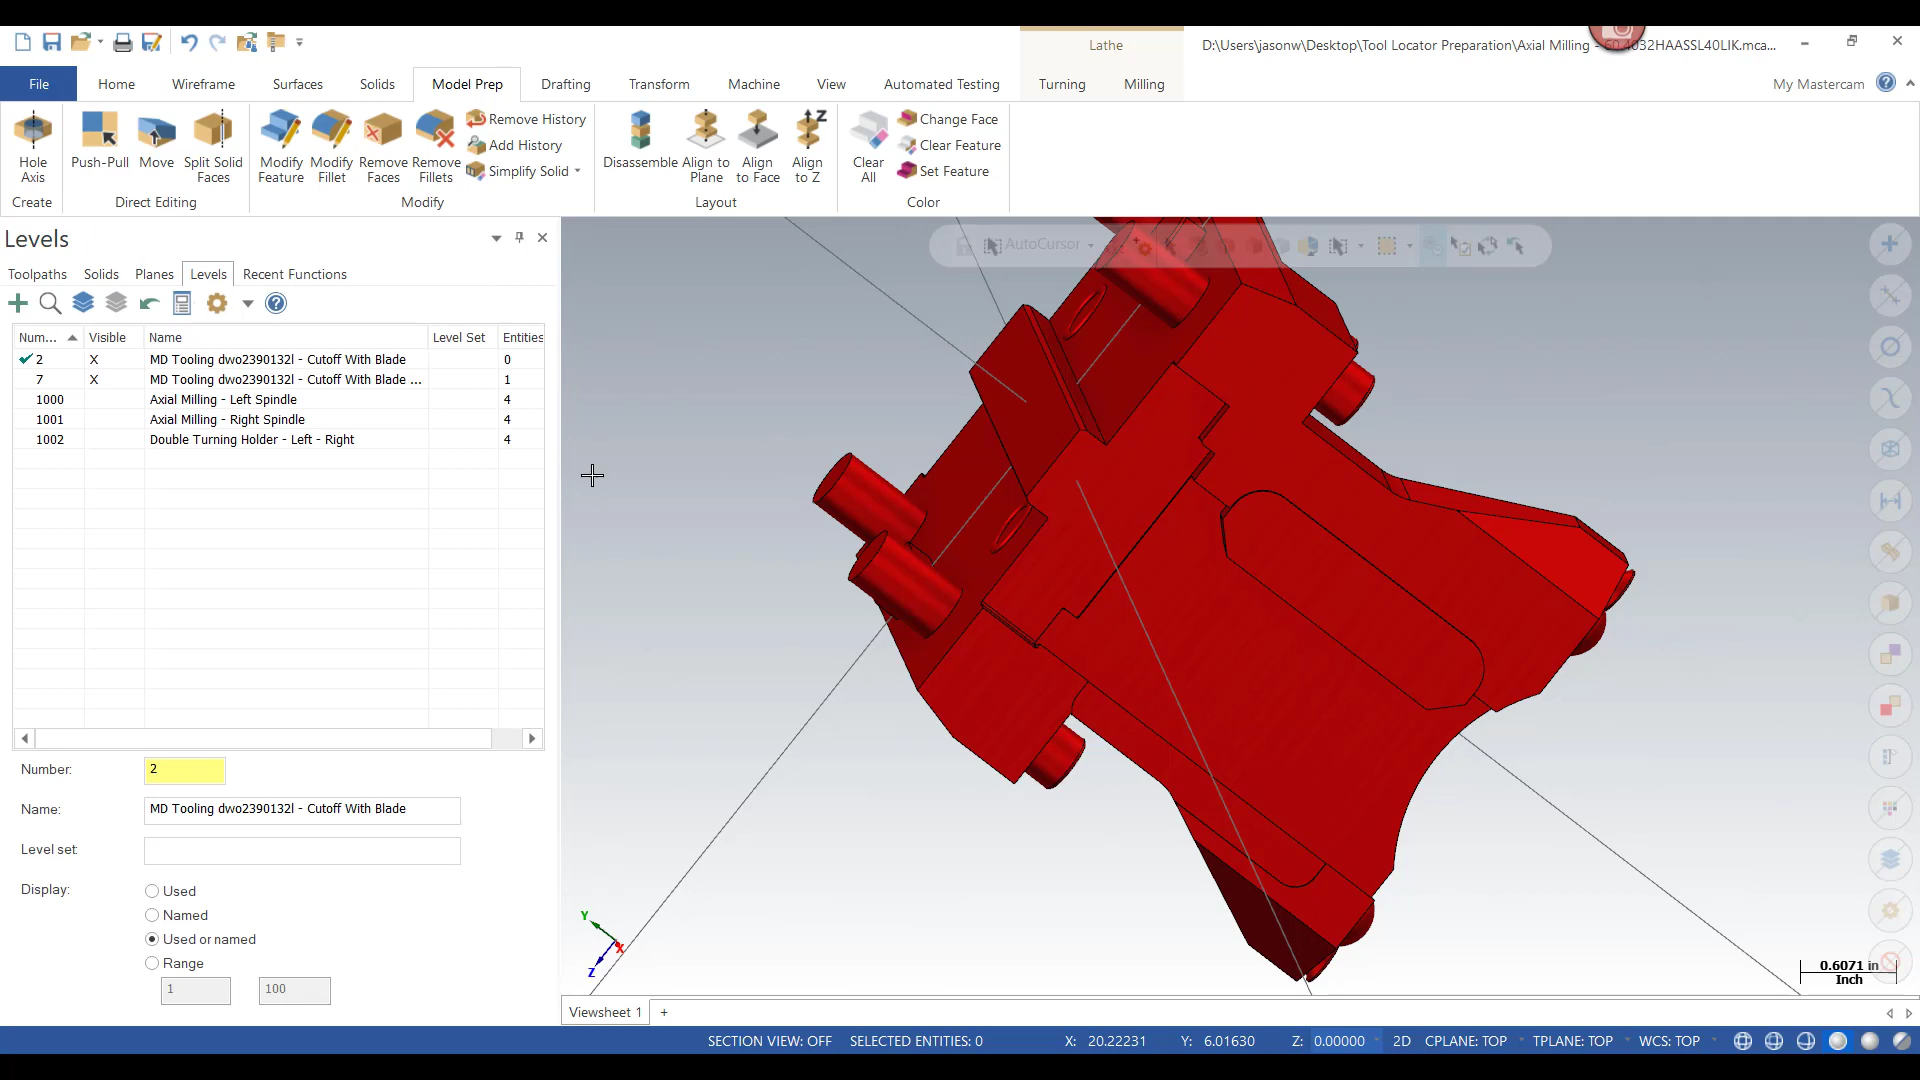 Lathe
D:\Users\jasonw\Desktop\Tool Locator Preparation\Axial Milling - 60.4032HAASSL40LIK.mca...
File Home Wireframe Surfaces Solids Model Prep Drafting Transform Machine View Automated Testing Turning Milling My Mastercam
Hole Axis
Push-Pull Move Split Solid Faces
Modify Feature Modify Fillet Remove Faces Remove Fillets
Remove History
Add History
Simplify Solid
Disassemble Align to Plane Align to Face Align to Z
Clear All
Change Face
Clear Feature
Set Feature
Create Direct Editing Modify Layout Color
Levels
AutoCursor
Toolpaths Solids Planes Levels Recent Functions
Num... Visible Name Level Set Entities
2 X MD Tooling dwo2390132l - Cutoff With Blade 0
7 X MD Tooling dwo2390132l - Cutoff With Blade ... 1
1000 Axial Milling - Left Spindle 4
1001 Axial Milling - Right Spindle 4
1002 Double Turning Holder - Left - Right 4
Number: 2
Name: MD Tooling dwo2390132l - Cutoff With Blade
Level set:
Display: Used
Named
Used or named
Range
1 100
Y
X
Z
0.6071 in
Inch
Viewsheet 1 +
SECTION VIEW: OFF SELECTED ENTITIES: 0 X: 20.22231 Y: 6.01630 Z: 0.00000 2D CPLANE: TOP TPLANE: TOP WCS: TOP